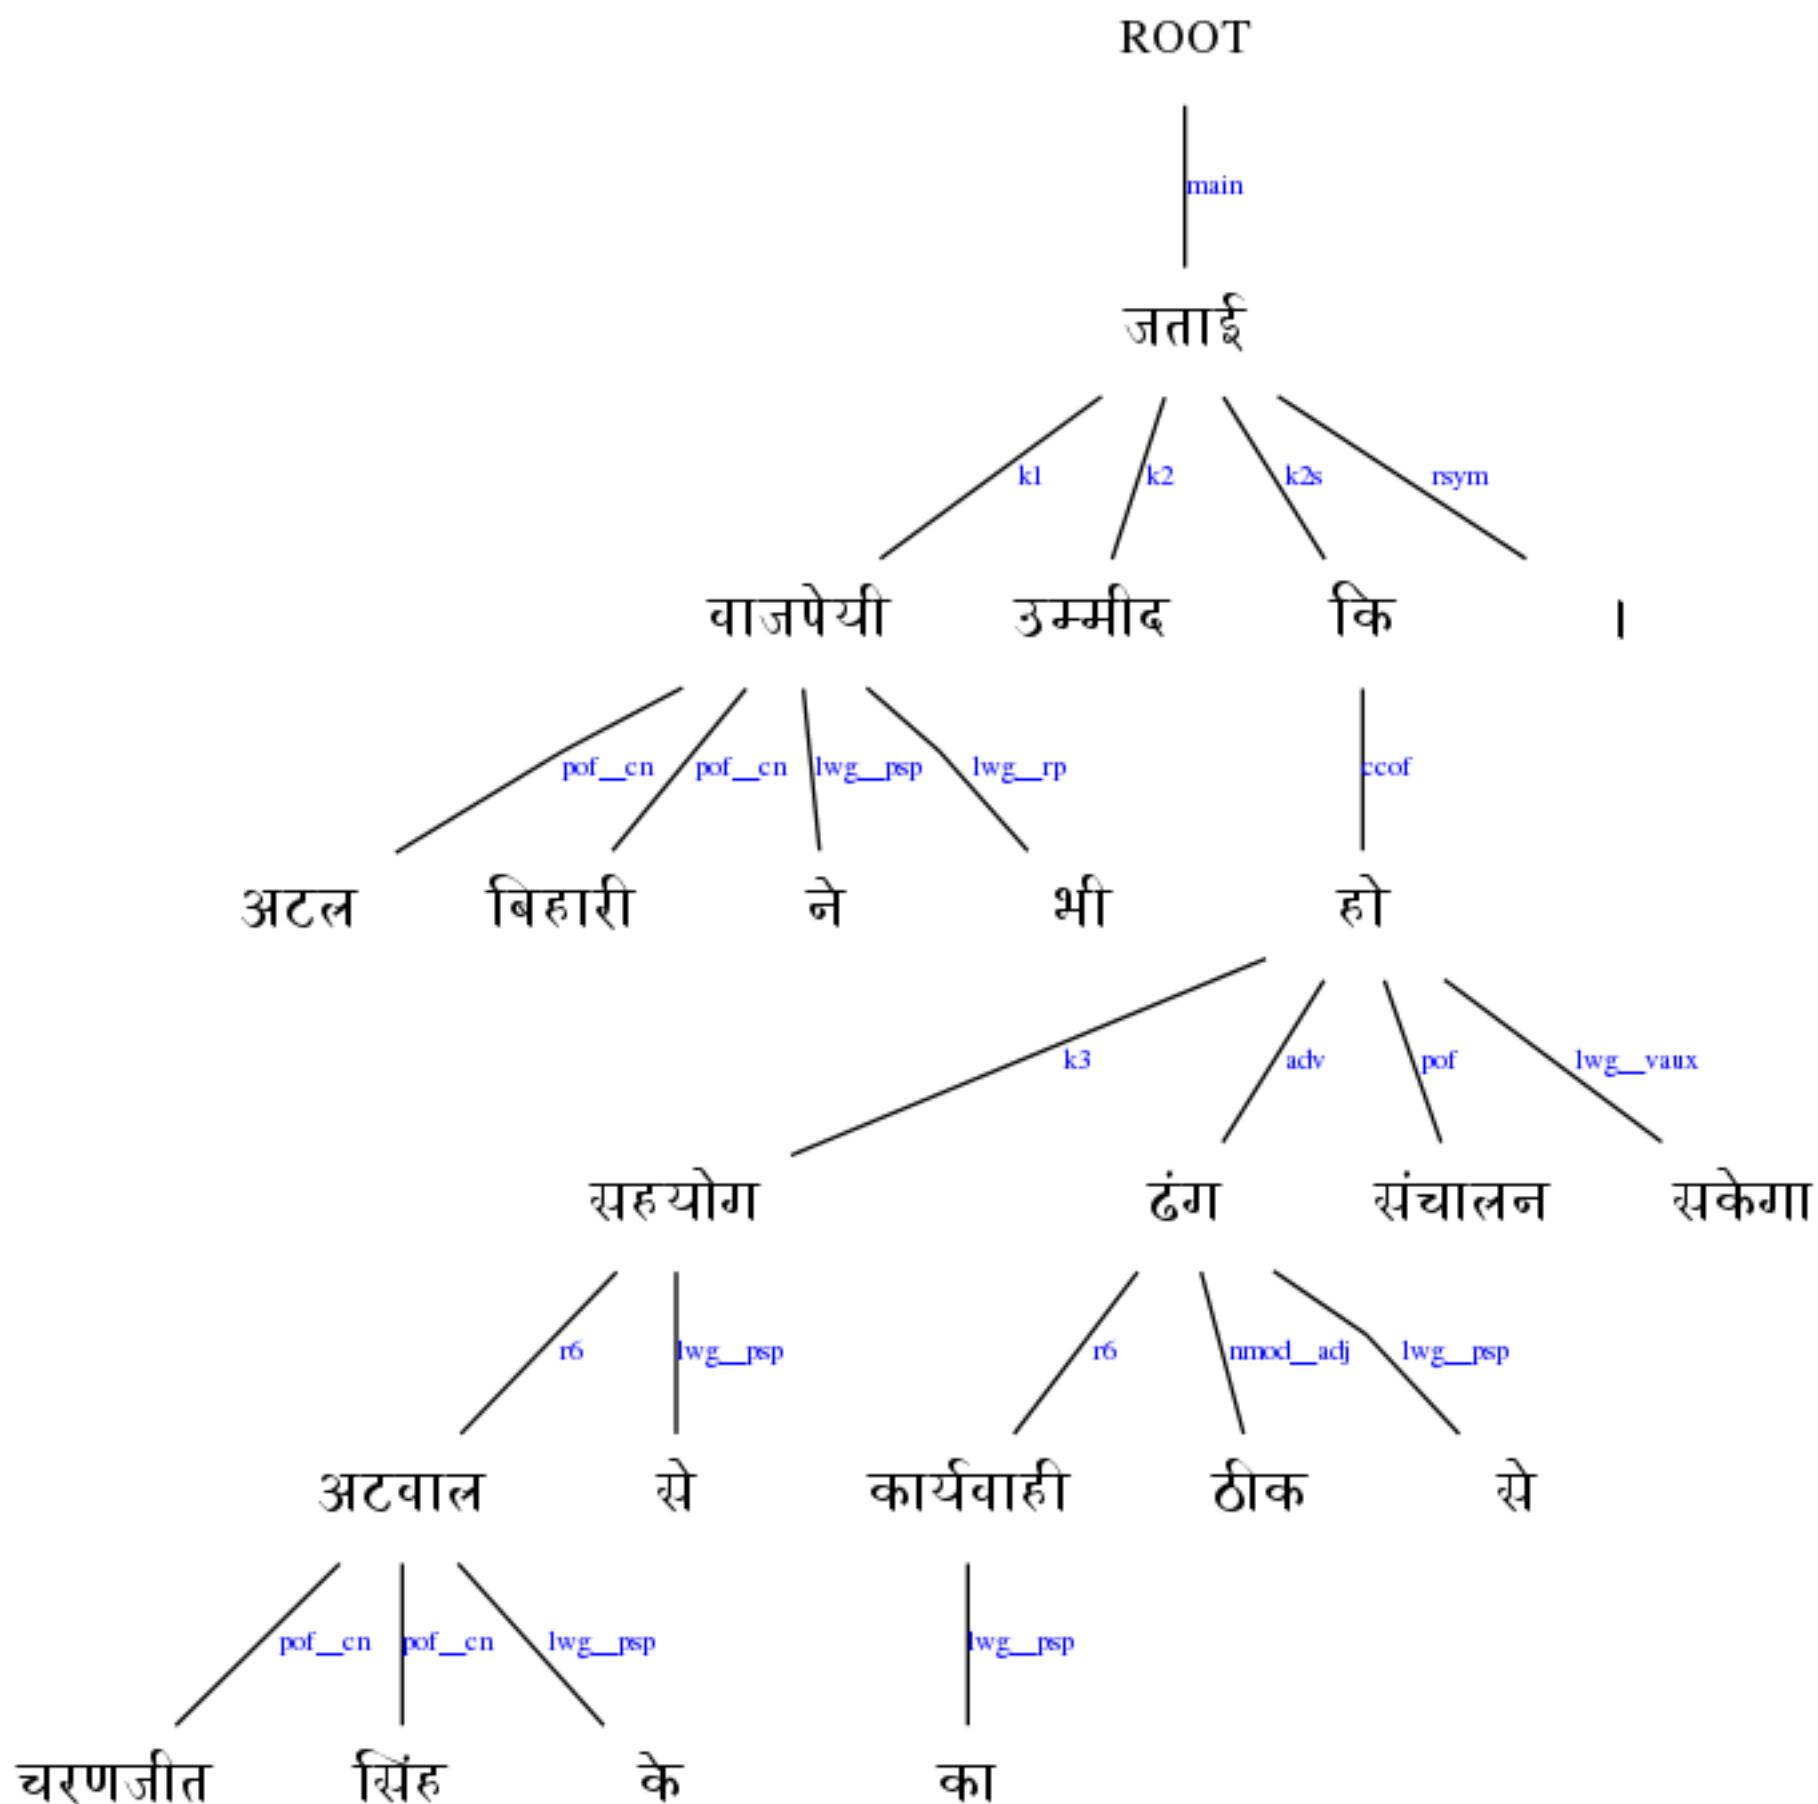 ROOT
main
जताई
k1 k2 k2s rsym
वाजपेयी उम्मीद कि ।
pof__cn pof__cn lwg__psp lwg__rp ccof
अटल बिहारी ने भी हो
k3 adv pof lwg__vaux
सहयोग ढंग संचालन सकेगा
r6 lwg__psp r6 nmod__adj lwg__psp
अटवाल से कार्यवाही ठीक से
pof__cn pof__cn lwg__psp lwg__psp
चरणजीत सिंह के का